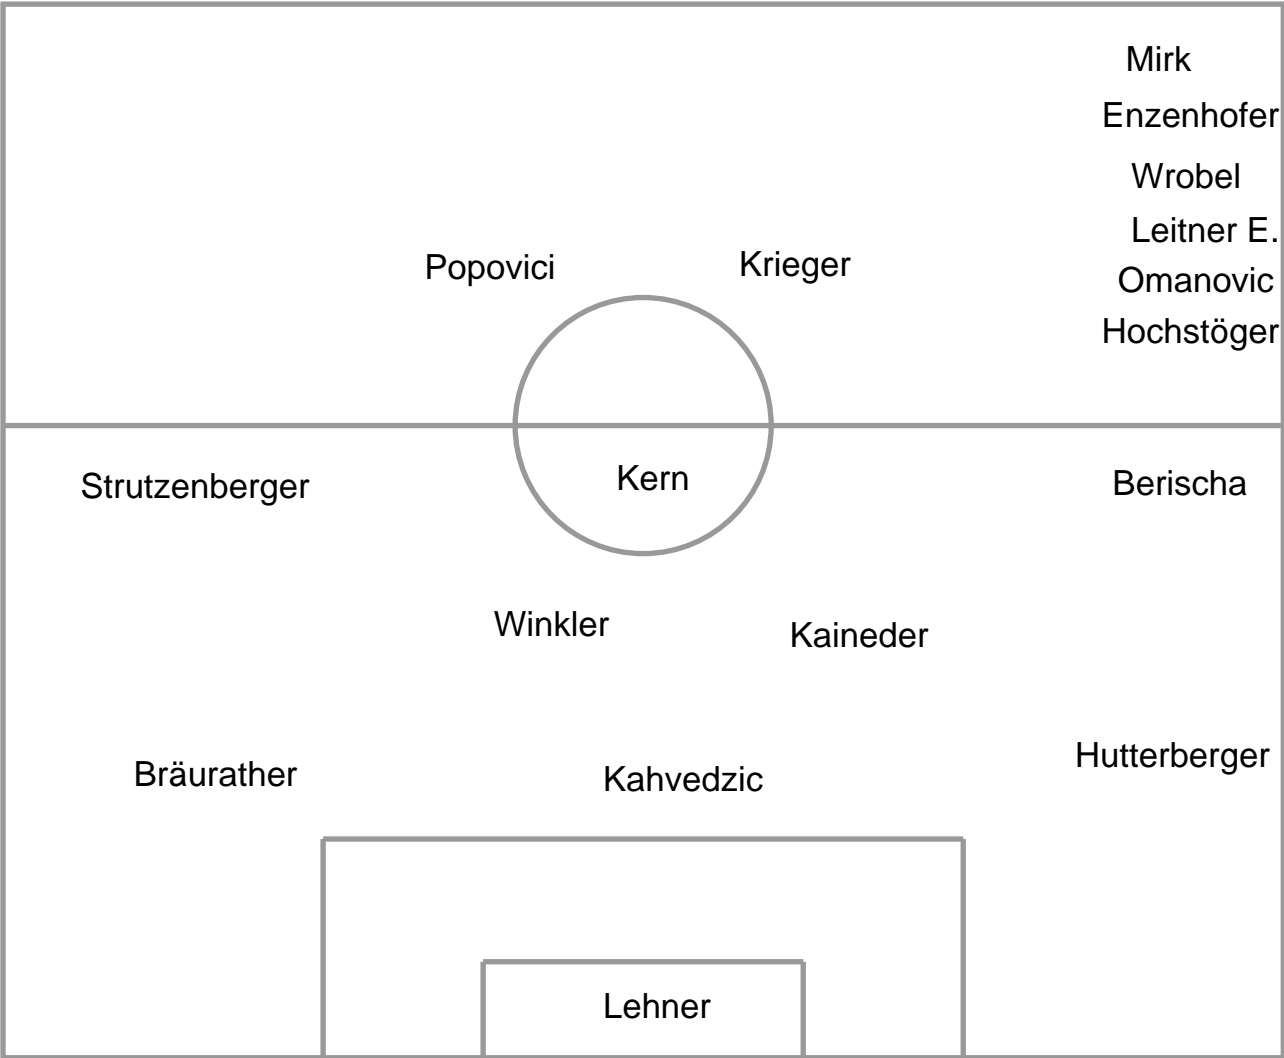 Mirk
Enzenhofer
Wrobel
Leitner E.
Popovici
Krieger
Omanovic
Hochstöger
Strutzenberger
Kern
Berischa
Winkler
Kaineder
Bräurather
Kahvedzic
Hutterberger
Lehner